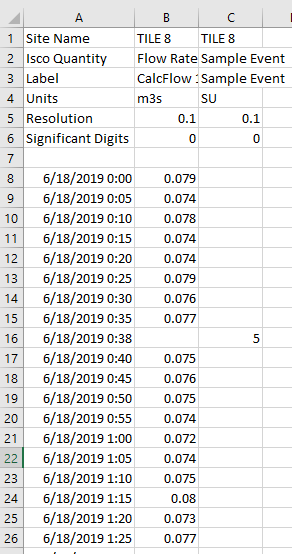 A B C
1 Site Name TILE 8 TILE 8
2 Isco Quantity Flow Rate Sample Event
3 Label CalcFlow Sample Event
4 Units m3s SU
5 Resolution 0.1 0.1
6 Significant Digits 0 0
7
8 6/18/2019 0:00 0.079
9 6/18/2019 0:05 0.074
10 6/18/2019 0:10 0.078
11 6/18/2019 0:15 0.074
12 6/18/2019 0:20 0.074
13 6/18/2019 0:25 0.079
14 6/18/2019 0:30 0.076
15 6/18/2019 0:35 0.077
16 6/18/2019 0:38 5
17 6/18/2019 0:40 0.075
18 6/18/2019 0:45 0.076
19 6/18/2019 0:50 0.075
20 6/18/2019 0:55 0.074
21 6/18/2019 1:00 0.072
22 6/18/2019 1:05 0.074
23 6/18/2019 1:10 0.075
24 6/18/2019 1:15 0.08
25 6/18/2019 1:20 0.073
26 6/18/2019 1:25 0.077